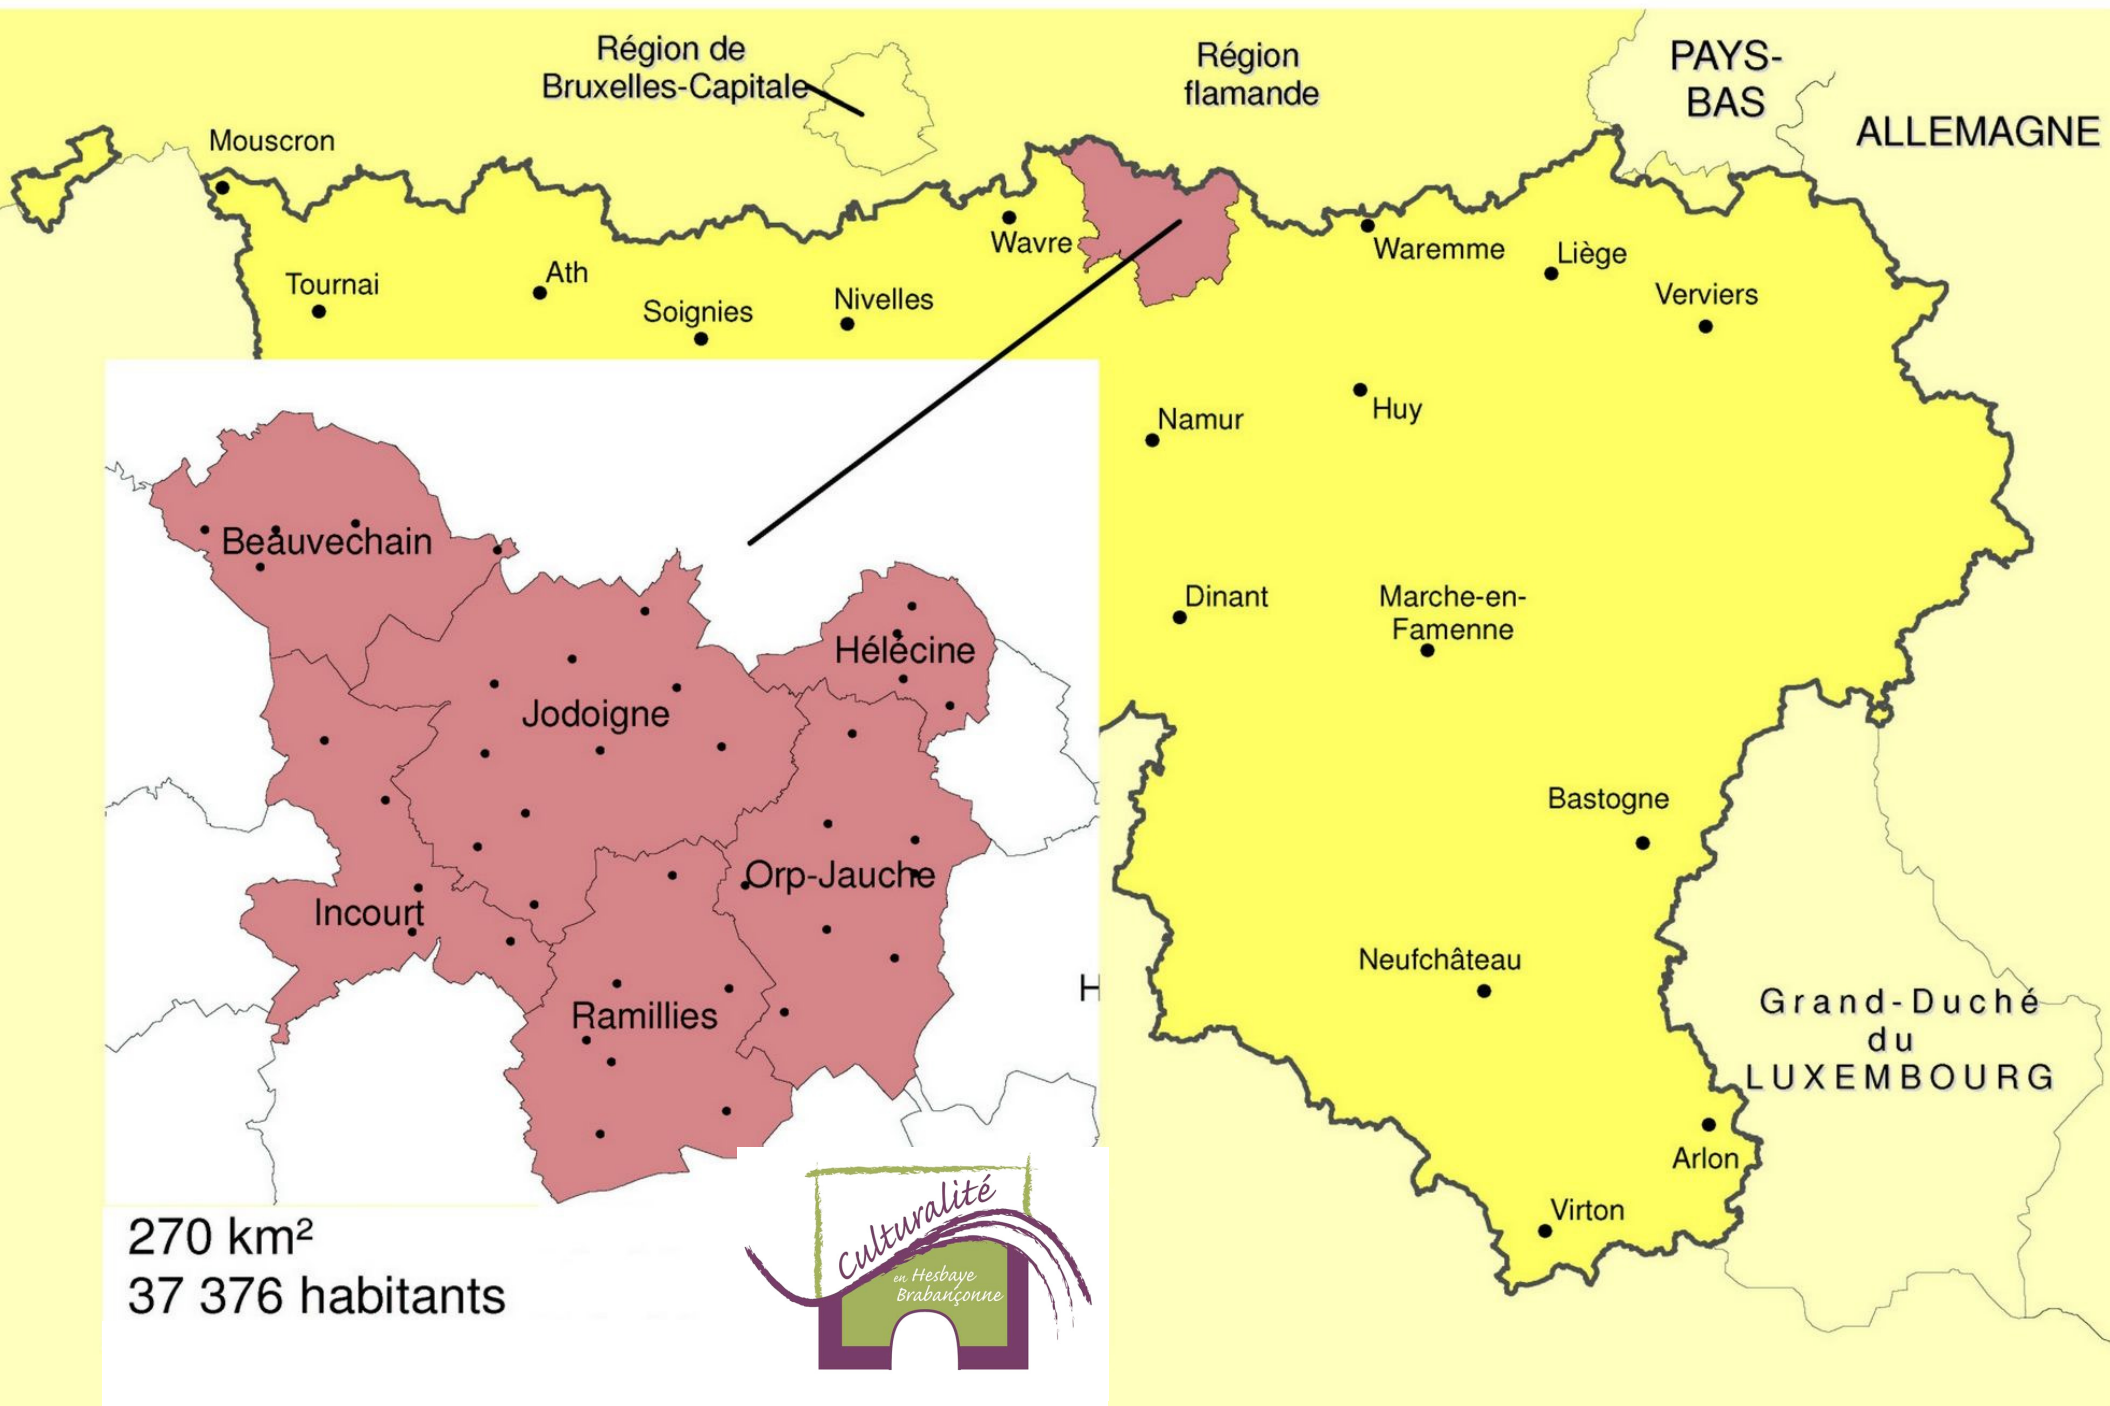 Région de
Bruxelles-Capitale
Région
flamande
PAYS-
BAS
ALLEMAGNE
Mouscron
Wavre
Waremme
Liège
Tournai
Ath
Soignies
Nivelles
Verviers
Namur
Huy
Beauvechain
Dinant
Marche-en-
Famenne
Hélécine
Jodoigne
Bastogne
Orp-Jauche
Incourt
Neufchâteau
H
Ramillies
Grand-Duché
du
LUXEMBOURG
Arlon
Virton
270 km²
37 376 habitants
Culturalité
en Hesbaye
Brabançonne